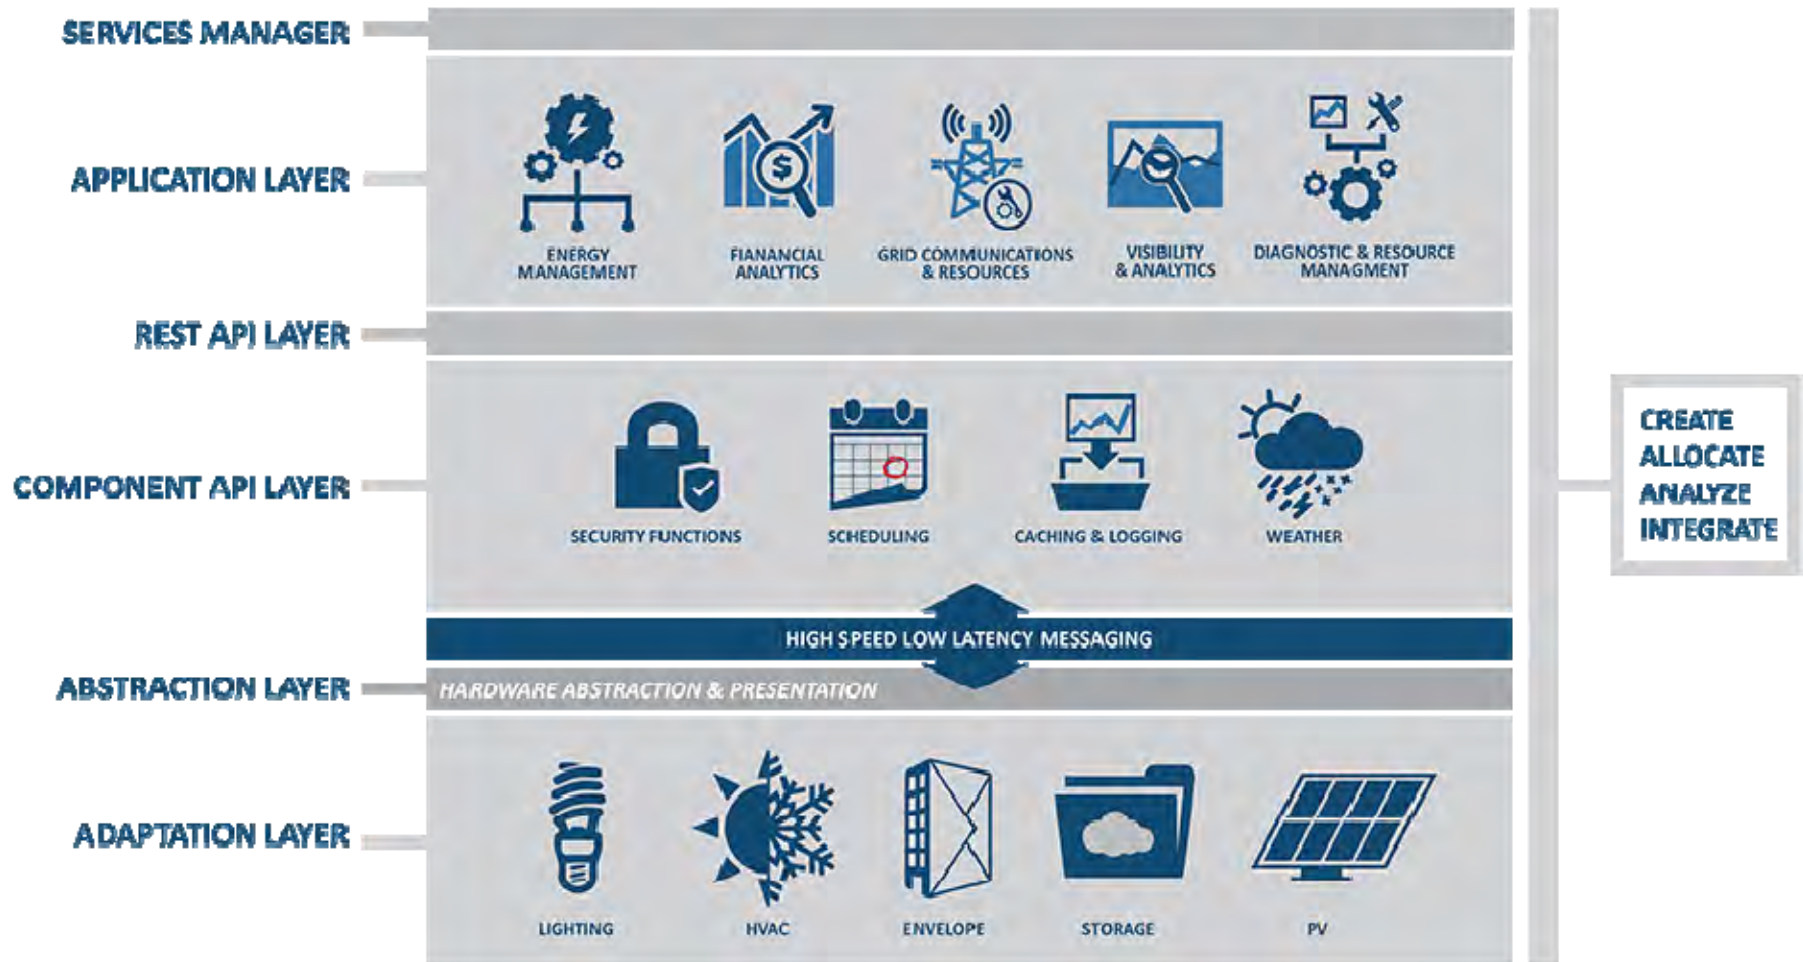 SERVICES MANAGER
APPLICATION LAYER
ENERGY
MANAGEMENT
FIANANCIAL
ANALYTICS
GRID COMMUNICATIONS
& RESOURCES
VISIBILITY
& ANALYTICS
DIAGNOSTIC & RESOURCE
MANAGMENT
REST API LAYER
COMPONENT API LAYER
SECURITY FUNCTIONS
SCHEDULING
CACHING & LOGGING
WEATHER
HIGH SPEED LOW LATENCY MESSAGING
ABSTRACTION LAYER
HARDWARE ABSTRACTION & PRESENTATION
ADAPTATION LAYER
LIGHTING
HVAC
ENVELOPE
STORAGE
PV
CREATE
ALLOCATE
ANALYZE
INTEGRATE